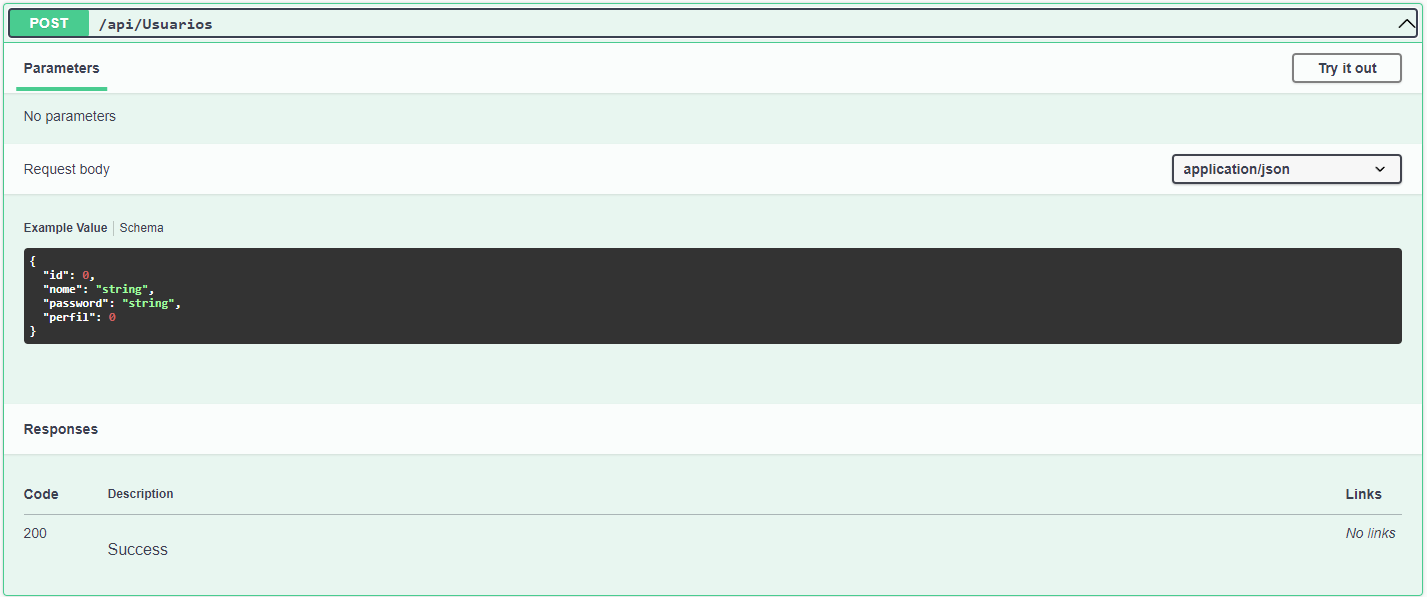 POST /api/Usuarios
Parameters Try it out
No parameters
Request body application/json
Example Value Schema
{
  "id": 0,
  "nome": "string",
  "password": "string",
  "perfil": 0
}
Responses
Code Description Links
200 No links
Success